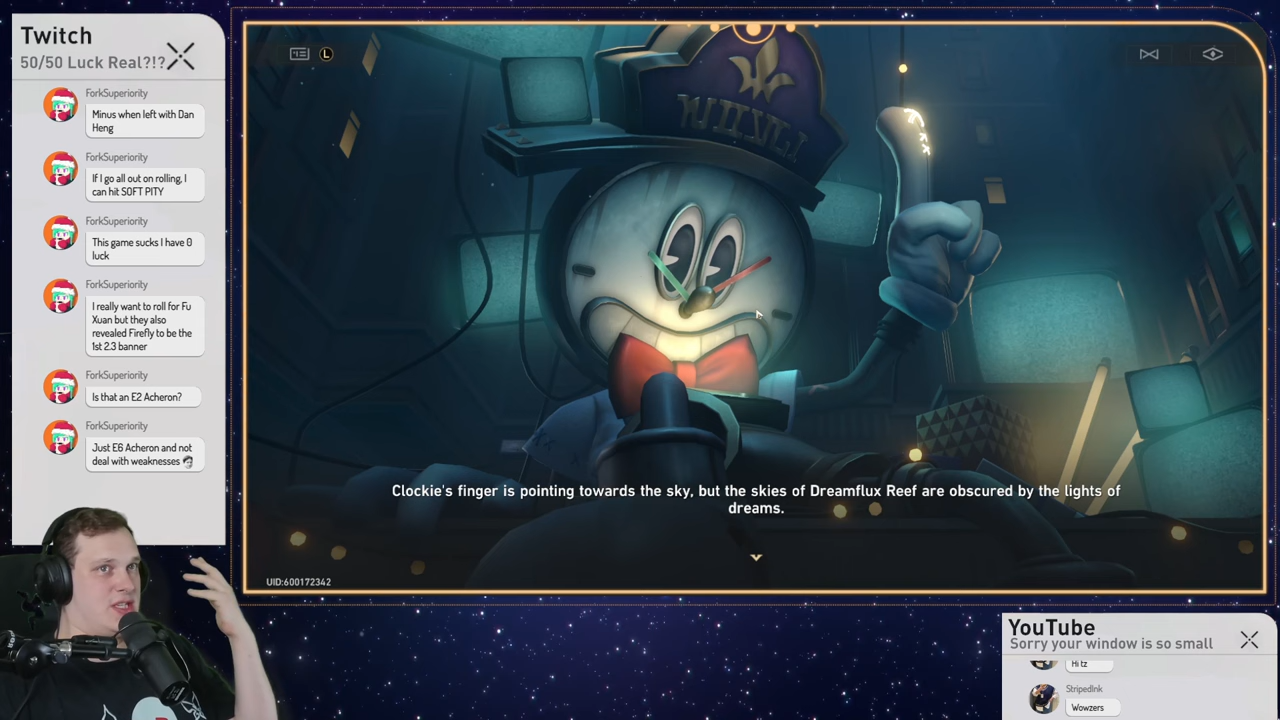 Twitch
50/50 Luck Real?!?
ForkSuperiority
Minus when left with Dan
Heng
ForkSuperiority
If I go all out on rolling, I
can hit SOFT PITY
ForkSuperiority
This game sucks I have 0
luck
ForkSuperiority
I really want to roll for Fu
Xuan but they also
revealed Firefly to be the
1st 2.3 banner
ForkSuperiority
Is that an E2 Acheron?
ForkSuperiority
Just E6 Acheron and not
deal with weaknesses
L
Clockie's finger is pointing towards the sky, but the skies of Dreamflux Reef are obscured by the lights of
dreams.
UID:600172342
YouTube
Sorry your window is so small
Hi tz
StripedInk
Wowzers